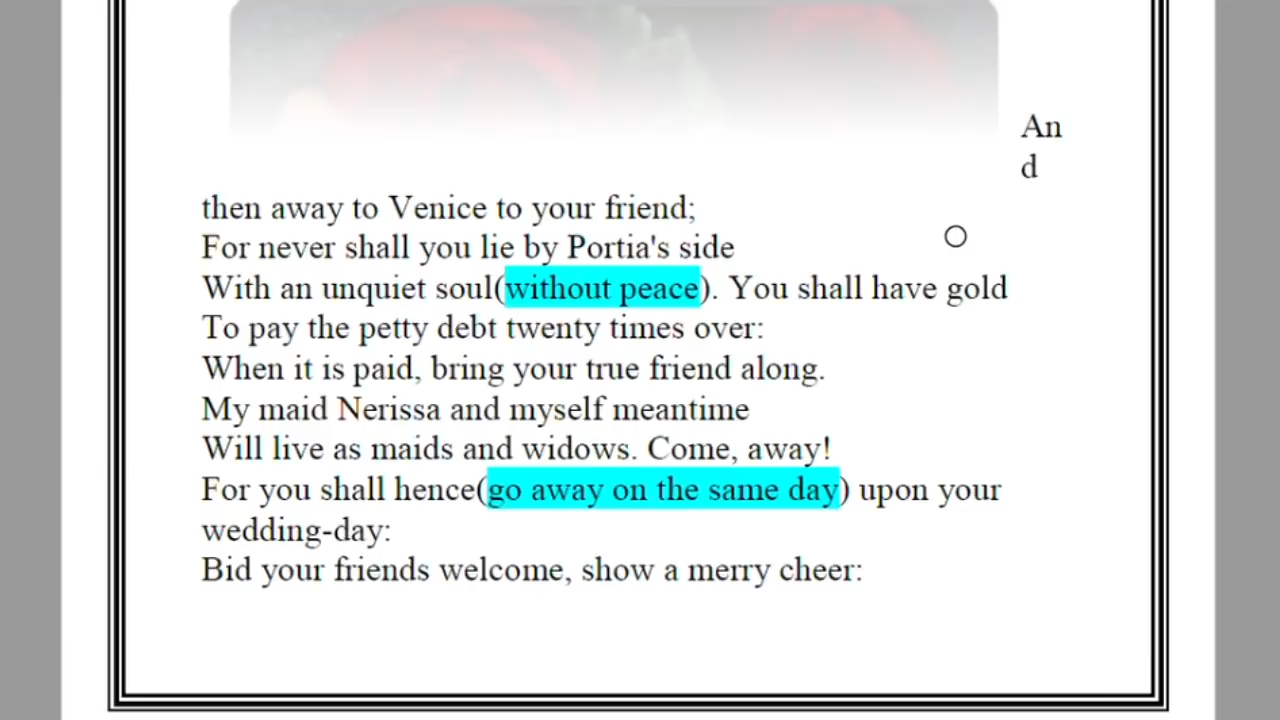 An
d
then away to Venice to your friend;
For never shall you lie by Portia's side
With an unquiet soul(without peace). You shall have gold
To pay the petty debt twenty times over:
When it is paid, bring your true friend along.
My maid Nerissa and myself meantime
Will live as maids and widows. Come, away!
For you shall hence(go away on the same day) upon your
wedding-day:
Bid your friends welcome, show a merry cheer: